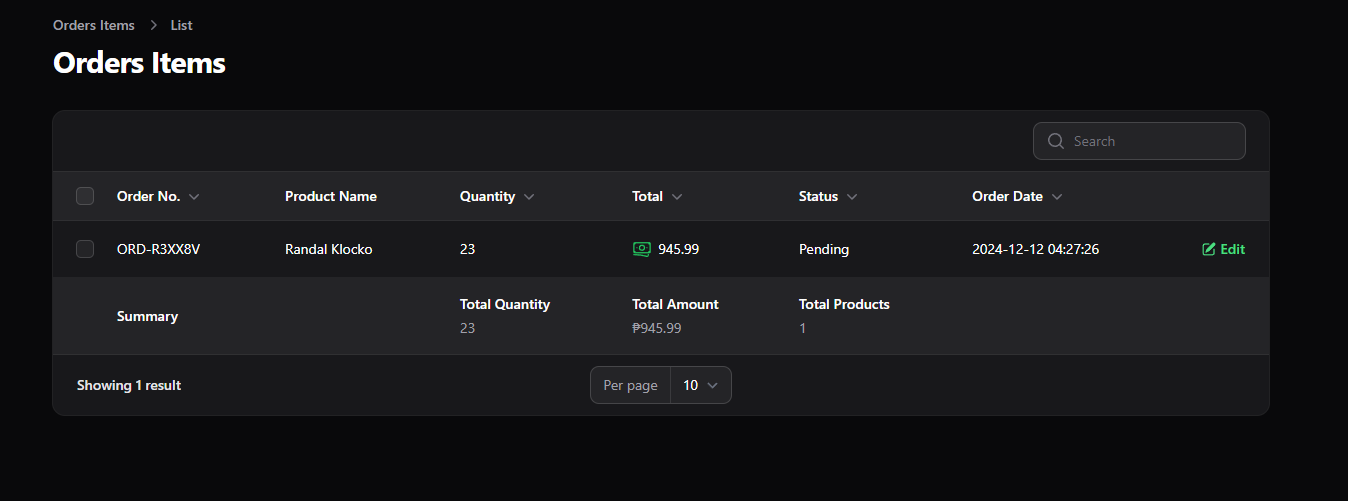 Orders Items > List
Orders Items
Search
Order No. Product Name Quantity Total Status Order Date
ORD-R3XX8V Randal Klocko 23 945.99 Pending 2024-12-12 04:27:26 Edit
Summary
Total Quantity Total Amount Total Products
23 ₱945.99 1
Showing 1 result Per page 10